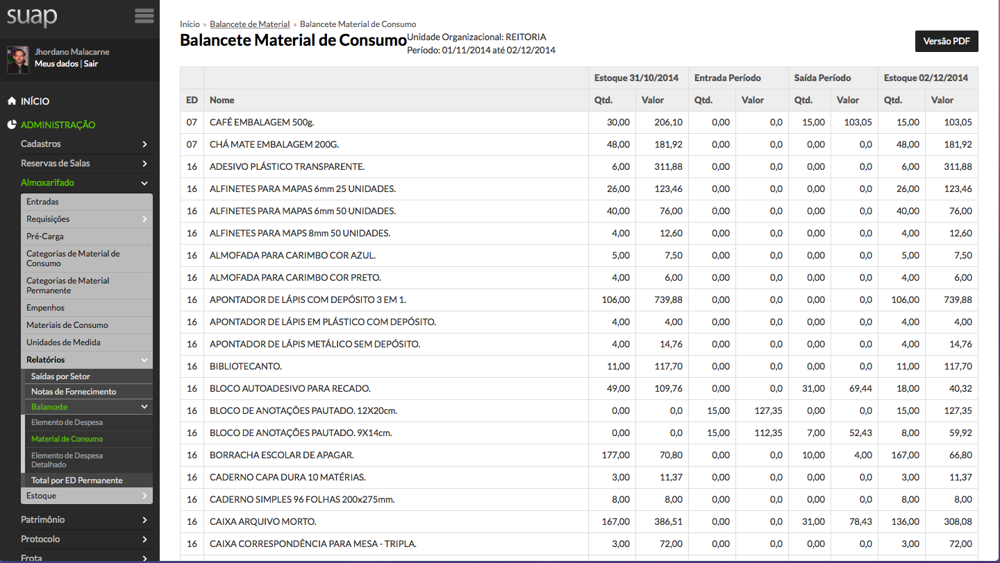 suap
Jhordano Malacarne
Meus dados | Sair
INÍCIO
ADMINISTRAÇÃO
Cadastros
Reservas de Salas
Almoxarifado
Entradas
Requisições
Pré-Carga
Categorias de Material de
Consumo
Categorias de Material
Permanente
Empenhos
Materiais de Consumo
Unidades de Medida
Relatórios
Saídas por Setor
Notas de Fornecimento
Balancete
Elemento de Despesa
Material de Consumo
Elemento de Despesa
Detalhado
Total por ED Permanente
Estoque
Patrimônio
Protocolo
Frota
Início » Balancete de Material » Balancete Material de Consumo
Balancete Material de Consumo
Unidade Organizacional: REITORIA
Período: 01/11/2014 até 02/12/2014
Versão PDF
Estoque 31/10/2014 Entrada Período Saída Período Estoque 02/12/2014
ED Nome Qtd. Valor Qtd. Valor Qtd. Valor Qtd. Valor
07 CAFÉ EMBALAGEM 500g. 30,00 206,10 0,00 0,0 15,00 103,05 15,00 103,05
07 CHÁ MATE EMBALAGEM 200G. 48,00 181,92 0,00 0,0 0,00 0,0 48,00 181,92
16 ADESIVO PLÁSTICO TRANSPARENTE. 6,00 311,88 0,00 0,0 0,00 0,0 6,00 311,88
16 ALFINETES PARA MAPAS 6mm 25 UNIDADES. 26,00 123,46 0,00 0,0 0,00 0,0 26,00 123,46
16 ALFINETES PARA MAPAS 6mm 50 UNIDADES. 40,00 76,00 0,00 0,0 0,00 0,0 40,00 76,00
16 ALFINETES PARA MAPS 8mm 50 UNIDADES. 4,00 12,60 0,00 0,0 0,00 0,0 4,00 12,60
16 ALMOFADA PARA CARIMBO COR AZUL. 5,00 7,50 0,00 0,0 0,00 0,0 5,00 7,50
16 ALMOFADA PARA CARIMBO COR PRETO. 4,00 6,00 0,00 0,0 0,00 0,0 4,00 6,00
16 APONTADOR DE LÁPIS COM DEPÓSITO 3 EM 1. 106,00 739,88 0,00 0,0 0,00 0,0 106,00 739,88
16 APONTADOR DE LÁPIS EM PLÁSTICO COM DEPÓSITO. 4,00 4,00 0,00 0,0 0,00 0,0 4,00 4,00
16 APONTADOR DE LÁPIS METÁLICO SEM DEPÓSITO. 4,00 14,76 0,00 0,0 0,00 0,0 4,00 14,76
16 BIBLIOTECANTO. 11,00 117,70 0,00 0,0 0,00 0,0 11,00 117,70
16 BLOCO AUTOADESIVO PARA RECADO. 49,00 109,76 0,00 0,0 31,00 69,44 18,00 40,32
16 BLOCO DE ANOTAÇÕES PAUTADO. 12X20cm. 0,00 0,0 15,00 127,35 0,00 0,0 15,00 127,35
16 BLOCO DE ANOTAÇÕES PAUTADO. 9X14cm. 0,00 0,0 15,00 112,35 7,00 52,43 8,00 59,92
16 BORRACHA ESCOLAR DE APAGAR. 177,00 70,80 0,00 0,0 10,00 4,00 167,00 66,80
16 CADERNO CAPA DURA 10 MATÉRIAS. 3,00 11,37 0,00 0,0 0,00 0,0 3,00 11,37
16 CADERNO SIMPLES 96 FOLHAS 200x275mm. 8,00 8,00 0,00 0,0 0,00 0,0 8,00 8,00
16 CAIXA ARQUIVO MORTO. 167,00 386,51 0,00 0,0 31,00 78,43 136,00 308,08
16 CAIXA CORRESPONDÊNCIA PARA MESA - TRIPLA. 3,00 72,00 0,00 0,0 0,00 0,0 3,00 72,00